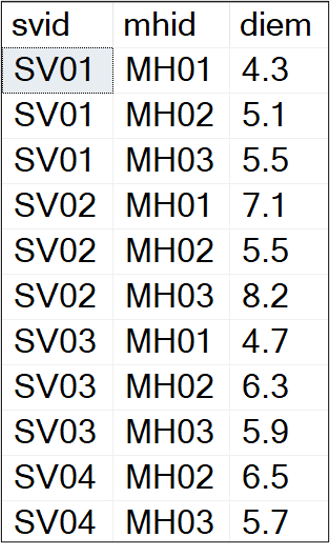 svid mhid diem
SV01 MH01 4.3
SV01 MH02 5.1
SV01 MH03 5.5
SV02 MH01 7.1
SV02 MH02 5.5
SV02 MH03 8.2
SV03 MH01 4.7
SV03 MH02 6.3
SV03 MH03 5.9
SV04 MH02 6.5
SV04 MH03 5.7